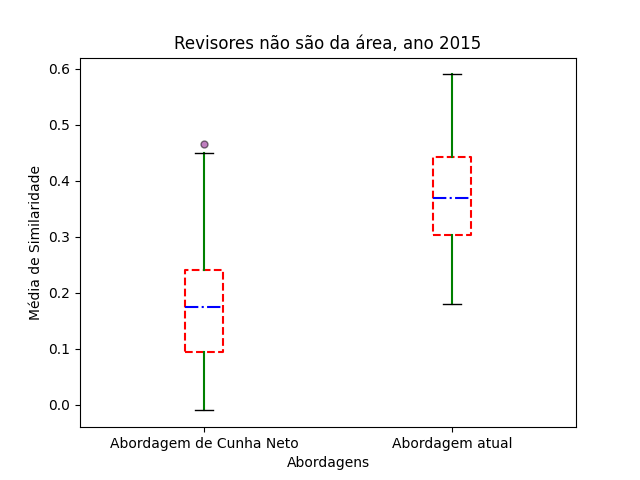 Revisores não são da área, ano 2015
Média de Similaridade
0.6
0.5
0.4
0.3
0.2
0.1
0.0
Abordagem de Cunha Neto
Abordagem atual
Abordagens